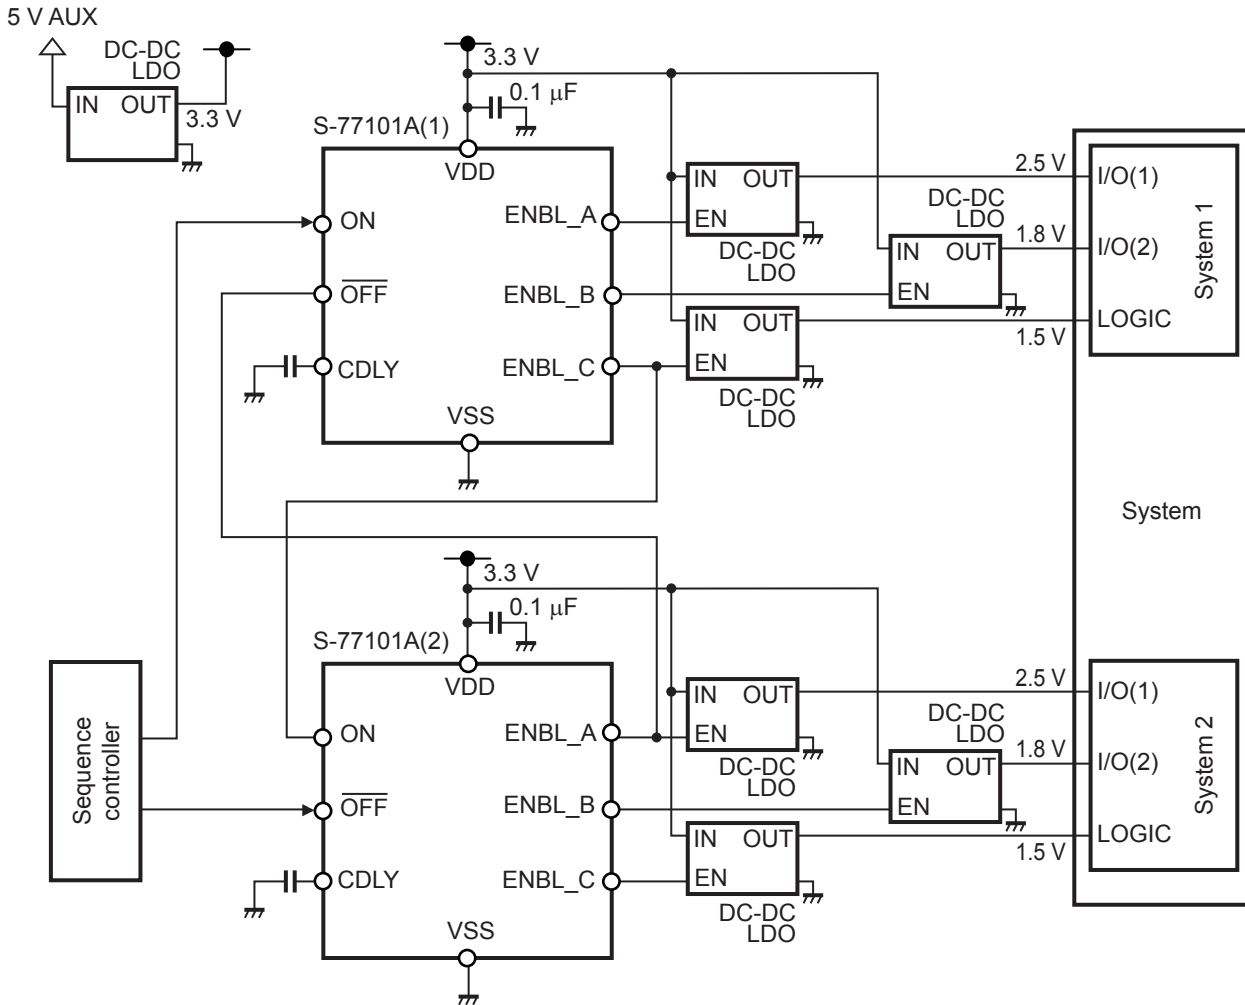 5 V AUX
DC-DC
LDO
IN OUT
3.3 V
3.3 V
0.1 μF
S-77101A(1)
VDD
ON
OFF
CDLY
VSS
ENBL_A
ENBL_B
ENBL_C
IN OUT
EN
DC-DC
LDO
DC-DC
LDO
IN OUT
EN
IN OUT
EN
DC-DC
LDO
2.5 V
1.8 V
1.5 V
I/O(1)
I/O(2)
LOGIC
System 1
System
3.3 V
0.1 μF
S-77101A(2)
VDD
ON
OFF
CDLY
VSS
ENBL_A
ENBL_B
ENBL_C
Sequence
controller
IN OUT
EN
DC-DC
LDO
DC-DC
LDO
IN OUT
EN
IN OUT
EN
DC-DC
LDO
2.5 V
1.8 V
1.5 V
I/O(1)
I/O(2)
LOGIC
System 2